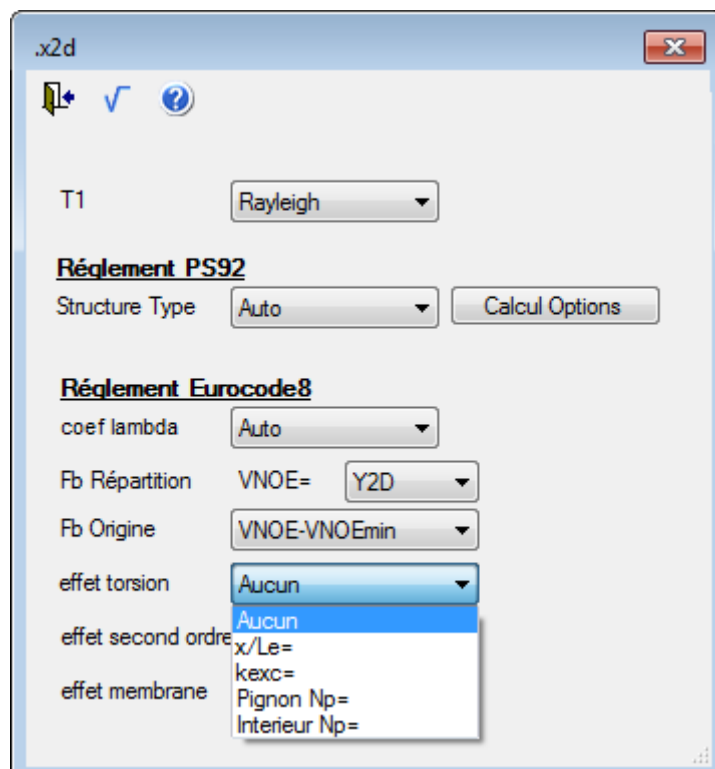 .x2d
T1 Rayleigh
Réglement PS92
Structure Type Auto Calcul Options
Réglement Eurocode8
coef lambda Auto
Fb Répartition VNOE= Y2D
Fb Origine VNOE-VNOEmin
effet torsion Aucun
Aucun
effet second ordre
x/Le=
kexc=
effet membrane
Pignon Np=
Interieur Np=